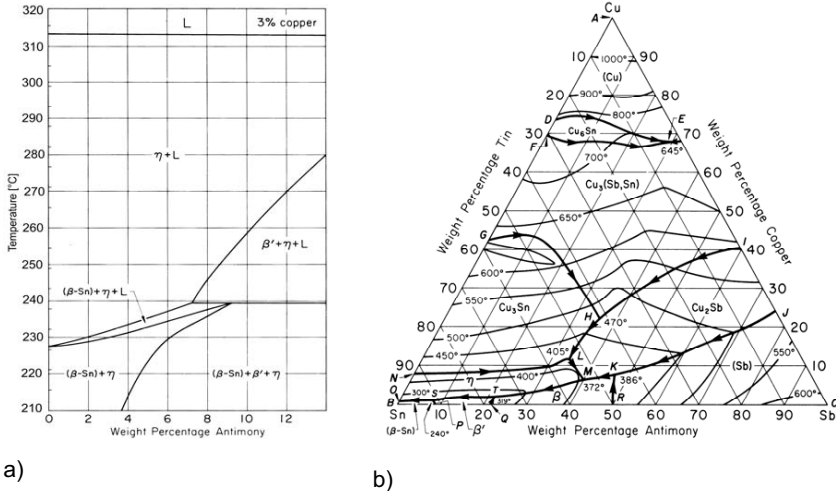 320
310
300
290
280
270
260
250
240
230
220
210
Temperature [°C]
L 3% copper
η+L
β'+η+L
(β-Sn)+η+L
(β-Sn)+η
(β-Sn)+β'+η
0 2 4 6 8 10 12
Weight Percentage Antimony
a)
Cu
A
10 90
1000°
(Cu)
20 900° 80
800°
D E
30 Cu₆Sn 70
F 645°
700°
40 60
Cu₃(Sb,Sn)
Weight Percentage Tin
Weight Percentage Copper
50 650° 50
G I
60 600° 40
70 550° 30
Cu₃Sn Cu₂Sb
H J
80 500° 470° 20
450° 405° L 550°
90 (Sb) 10
N 400° M K
η 372° 386°
O 300° S T R
B β C
Sn 10 20 30 40 50 60 70 80 90 Sb
600°
(β-Sn) 240° P β' Q 319°
Weight Percentage Antimony
b)